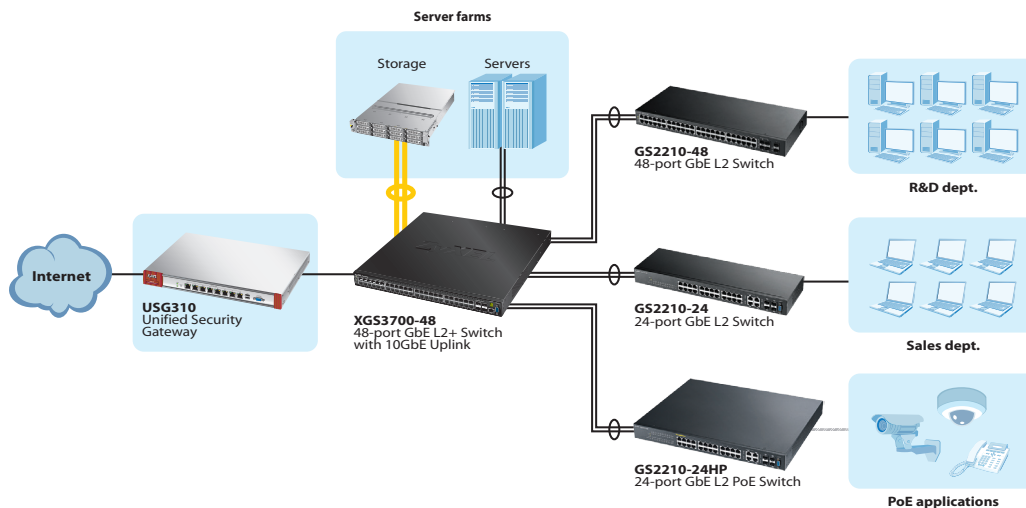 Server farms
Storage
Servers
GS2210-48
48-port GbE L2 Switch
R&D dept.
Internet
USG310
Unified Security
Gateway
XGS3700-48
48-port GbE L2+ Switch
with 10GbE Uplink
GS2210-24
24-port GbE L2 Switch
Sales dept.
GS2210-24HP
24-port GbE L2 PoE Switch
PoE applications